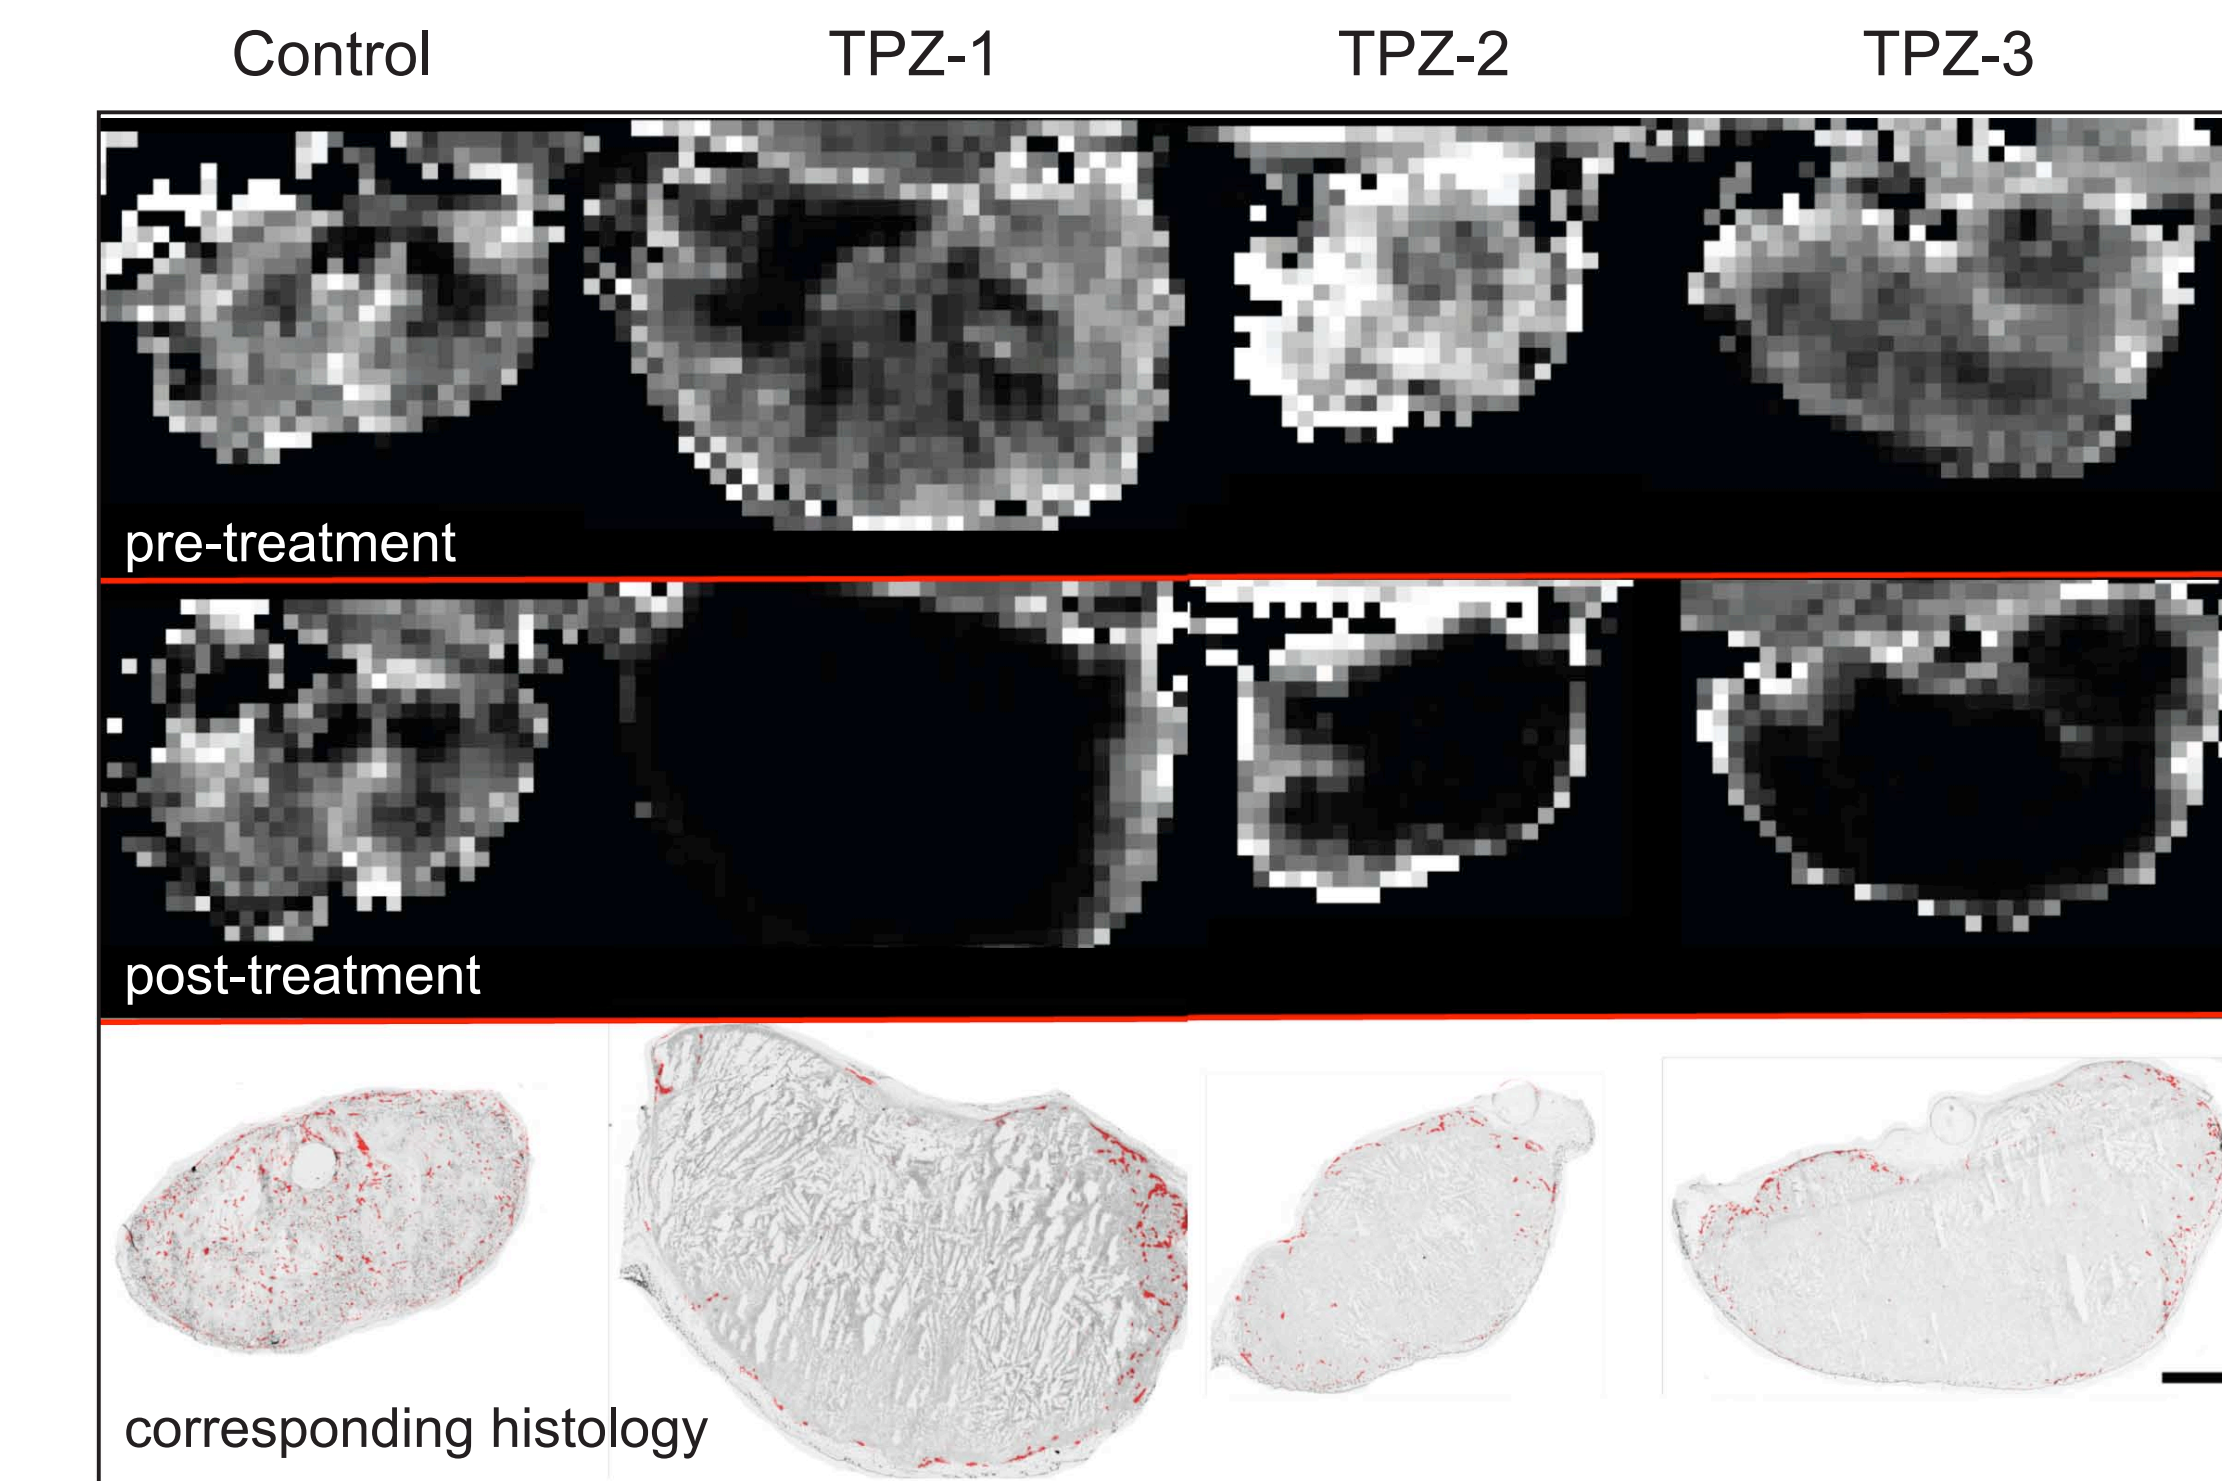 Control TPZ-1 TPZ-2 TPZ-3
pre-treatment
post-treatment
corresponding histology